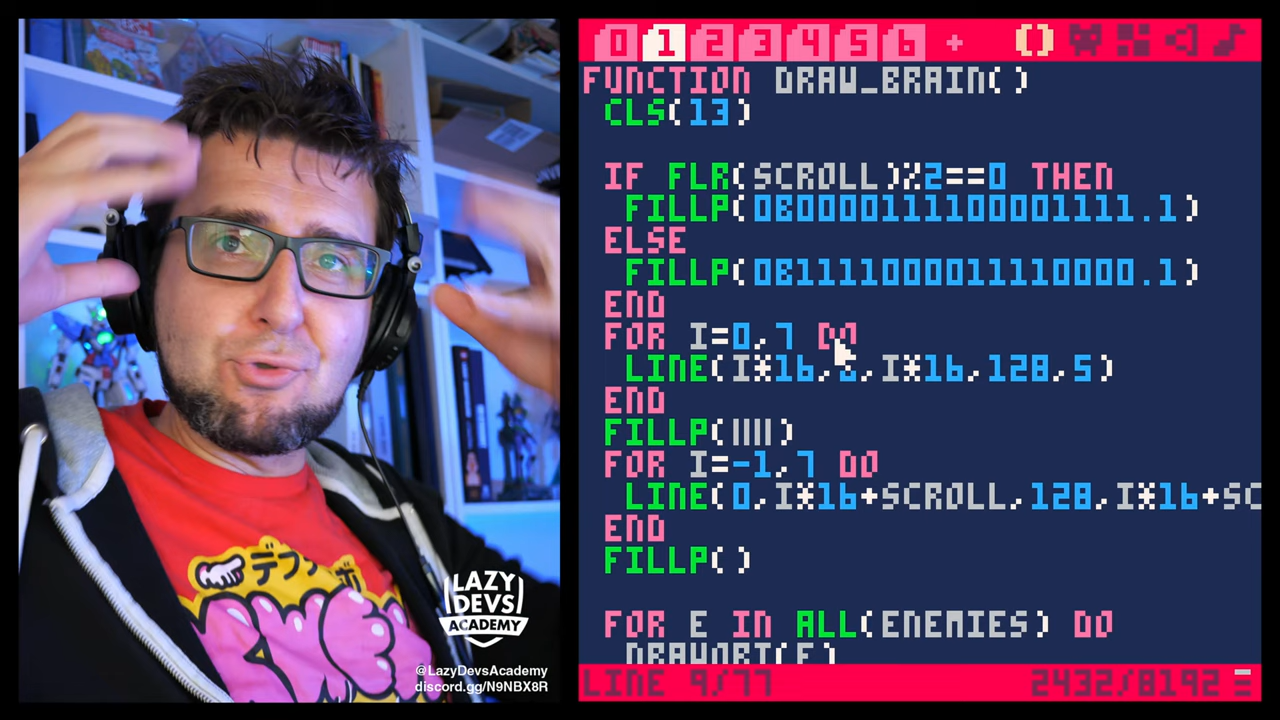 0 1 2 3 4 5 6 +
FUNCTION DRAW_BRAIN()
CLS(13)
IF FLR(SCROLL)%2==0 THEN
FILLP(0B0000111100001111.1)
ELSE
FILLP(0B1111000011110000.1)
END
FOR I=0,7 DO
LINE(I*16,0,I*16,128,5)
END
FILLP(||||)
FOR I=-1,7 DO
LINE(0,I*16+SCROLL,128,I*16+SC
END
FILLP()
FOR E IN ALL(ENEMIES) DO
DRAWORT(E)
LINE 9/77 2432/8192
LAZY
DEVS
ACADEMY
@LazyDevsAcademy
discord.gg/N9NBX8R